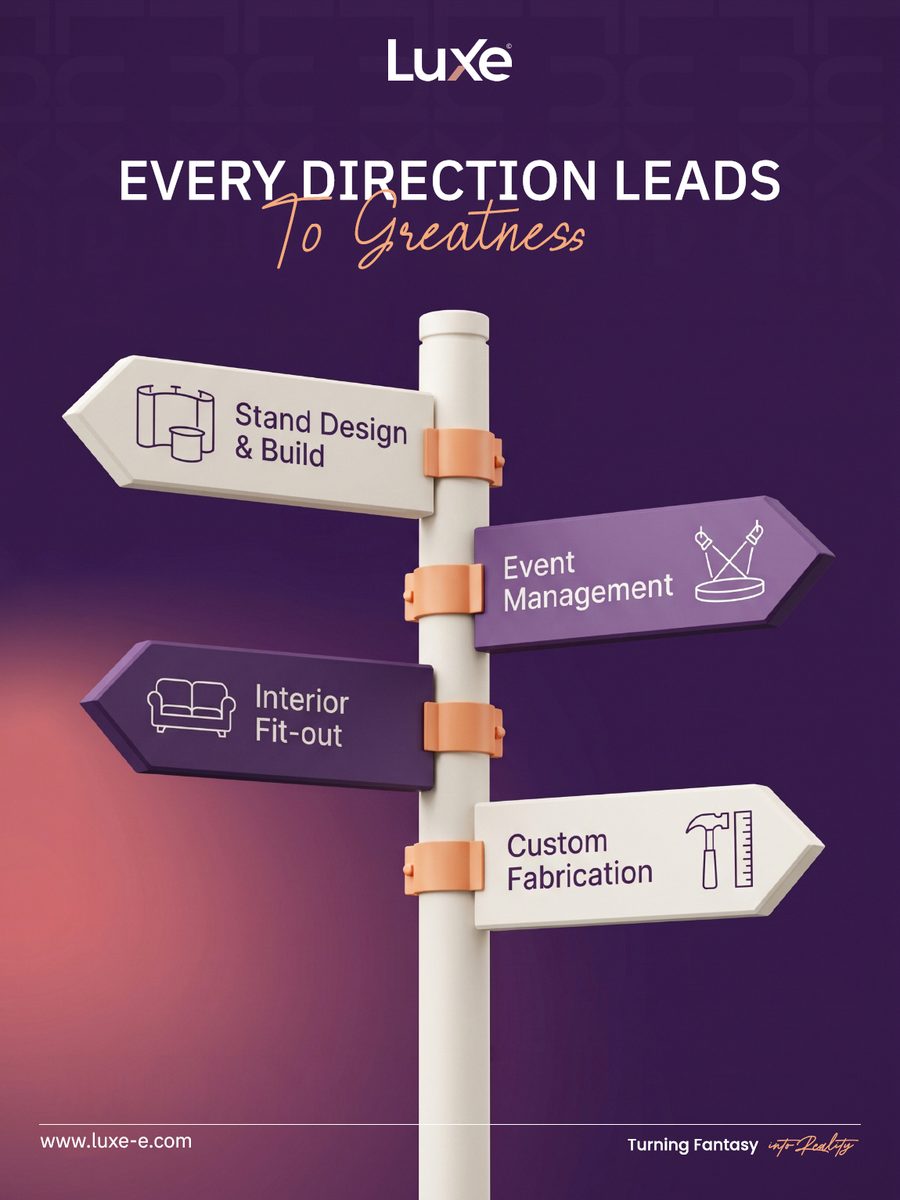 Luxe©
EVERY DIRECTION LEADS
To Greatness
Stand Design
& Build
Event
Management
Interior
Fit-out
Custom
Fabrication
www.luxe-e.com
Turning Fantasy into Reality